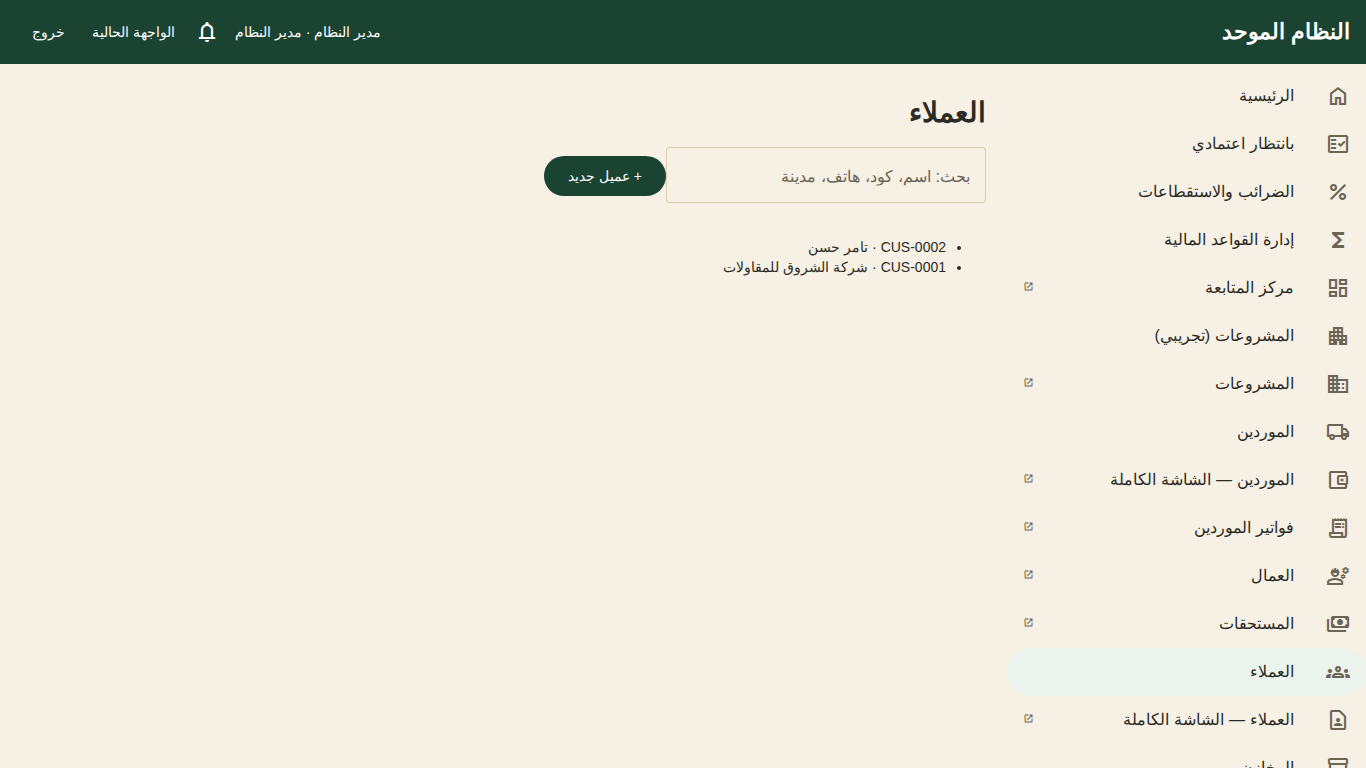 النظام الموحد
مدير النظام · مدير النظام
الواجهة الحالية
خروج
الرئيسية
بانتظار اعتمادي
الضرائب والاستقطاعات
إدارة القواعد المالية
مركز المتابعة
المشروعات (تجريبي)
المشروعات
الموردين
الموردين — الشاشة الكاملة
فواتير الموردين
العمال
المستحقات
العملاء
العملاء — الشاشة الكاملة
المخازن
العملاء
بحث: اسم، كود، هاتف، مدينة
+ عميل جديد
CUS-0002 · تامر حسن
CUS-0001 · شركة الشروق للمقاولات